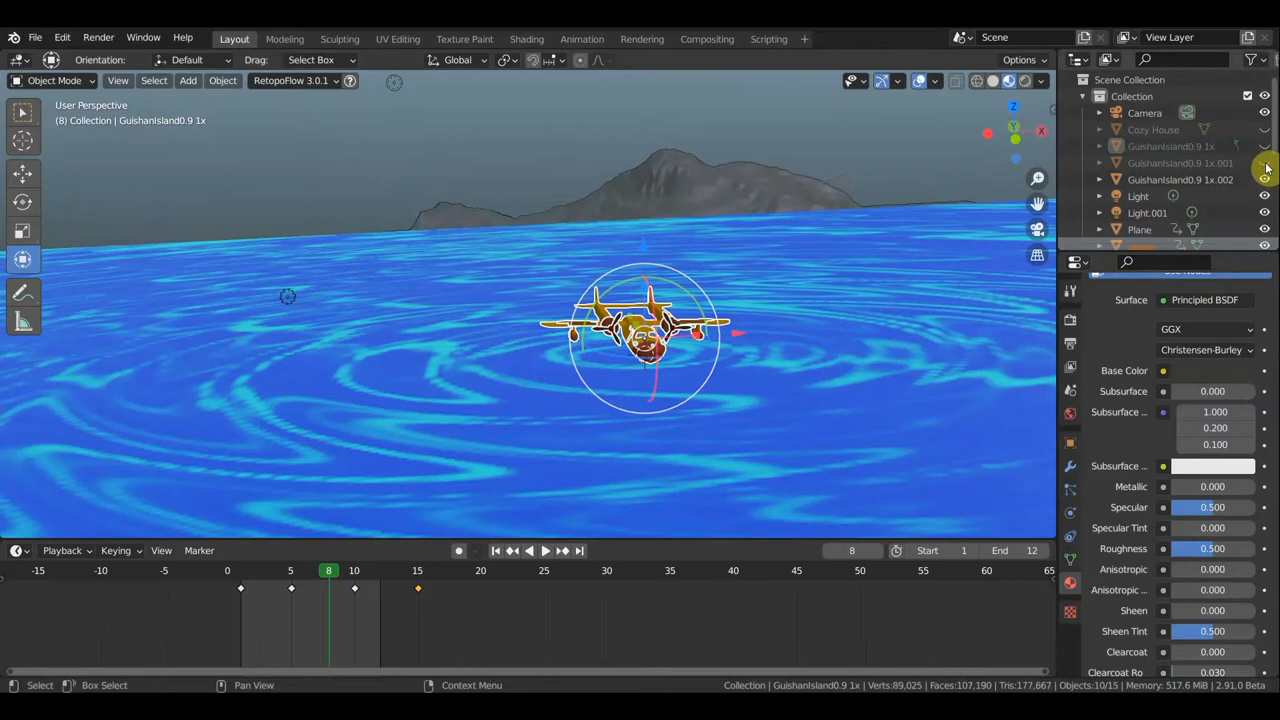 File Edit Render Window Help Layout Modeling Sculpting UV Editing Texture Paint Shading Animation Rendering Compositing Scripting Scene View Layer
Orientation: Default Drag: Select Box Global Options
Object Mode View Select Add Object RetopoFlow 3.0.1
User Perspective
(8) Collection | GuishanIsland0.9 1x
Z
Y
X
Scene Collection
Collection
Camera
Cozy House
GuishanIsland0.9 1x
GuishanIsland0.9 1x.001
GuishanIsland0.9 1x.002
Light
Light.001
Plane
Surface Principled BSDF
GGX
Christensen-Burley
Base Color
Subsurface 0.000
Subsurface ... 1.000
0.200
0.100
Subsurface ...
Metallic 0.000
Specular 0.500
Specular Tint 0.000
Roughness 0.500
Anisotropic 0.000
Anisotropic ... 0.000
Sheen 0.000
Sheen Tint 0.500
Clearcoat 0.000
Clearcoat Ro 0.030
Playback Keying View Marker 8 Start 1 End 12
-15 -10 -5 0 5 8 10 15 20 25 30 35 40 45 50 55 60 65
Select Box Select Pan View Context Menu Collection | GuishanIsland0.9 1x | Verts:89,025 | Faces:107,190 | Tris:177,667 | Objects:10/15 | Memory: 517.6 MiB | 2.91.0 Beta